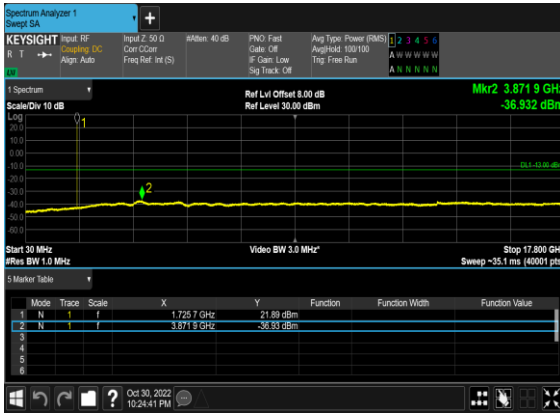 Spectrum Analyzer 1
Swept SA
+
KEYSIGHT Input: RF Input Z: 50 Ω #Atten: 40 dB PNO: Fast Avg Type: Power (RMS) 1 2 3 4 5 6
R T Coupling: DC Corr CCorr Gate: Off Avg|Hold: 100/100 A W W W W W
Align: Auto Freq Ref: Int (S) IF Gain: Low Trig: Free Run
Sig Track: Off A N N N N N
1 Spectrum Ref Lvl Offset 8.00 dB Mkr2 3.871 9 GHz
Scale/Div 10 dB Ref Level 30.00 dBm -36.932 dBm
Log
1
20.0
10.0
0.00
-10.0
DL1 -13.00 dBm
-20.0
-30.0
2
-40.0
-50.0
-60.0
Start 30 MHz Video BW 3.0 MHz* Stop 17.800 GHz
#Res BW 1.0 MHz Sweep ~35.1 ms (40001 pts)
5 Marker Table
Mode Trace Scale X Y Function Function Width Function Value
1 N 1 f 1.725 7 GHz 21.89 dBm
2 N 1 f 3.871 9 GHz -36.93 dBm
3
4
5
6
? Oct 30, 2022
10:24:41 PM